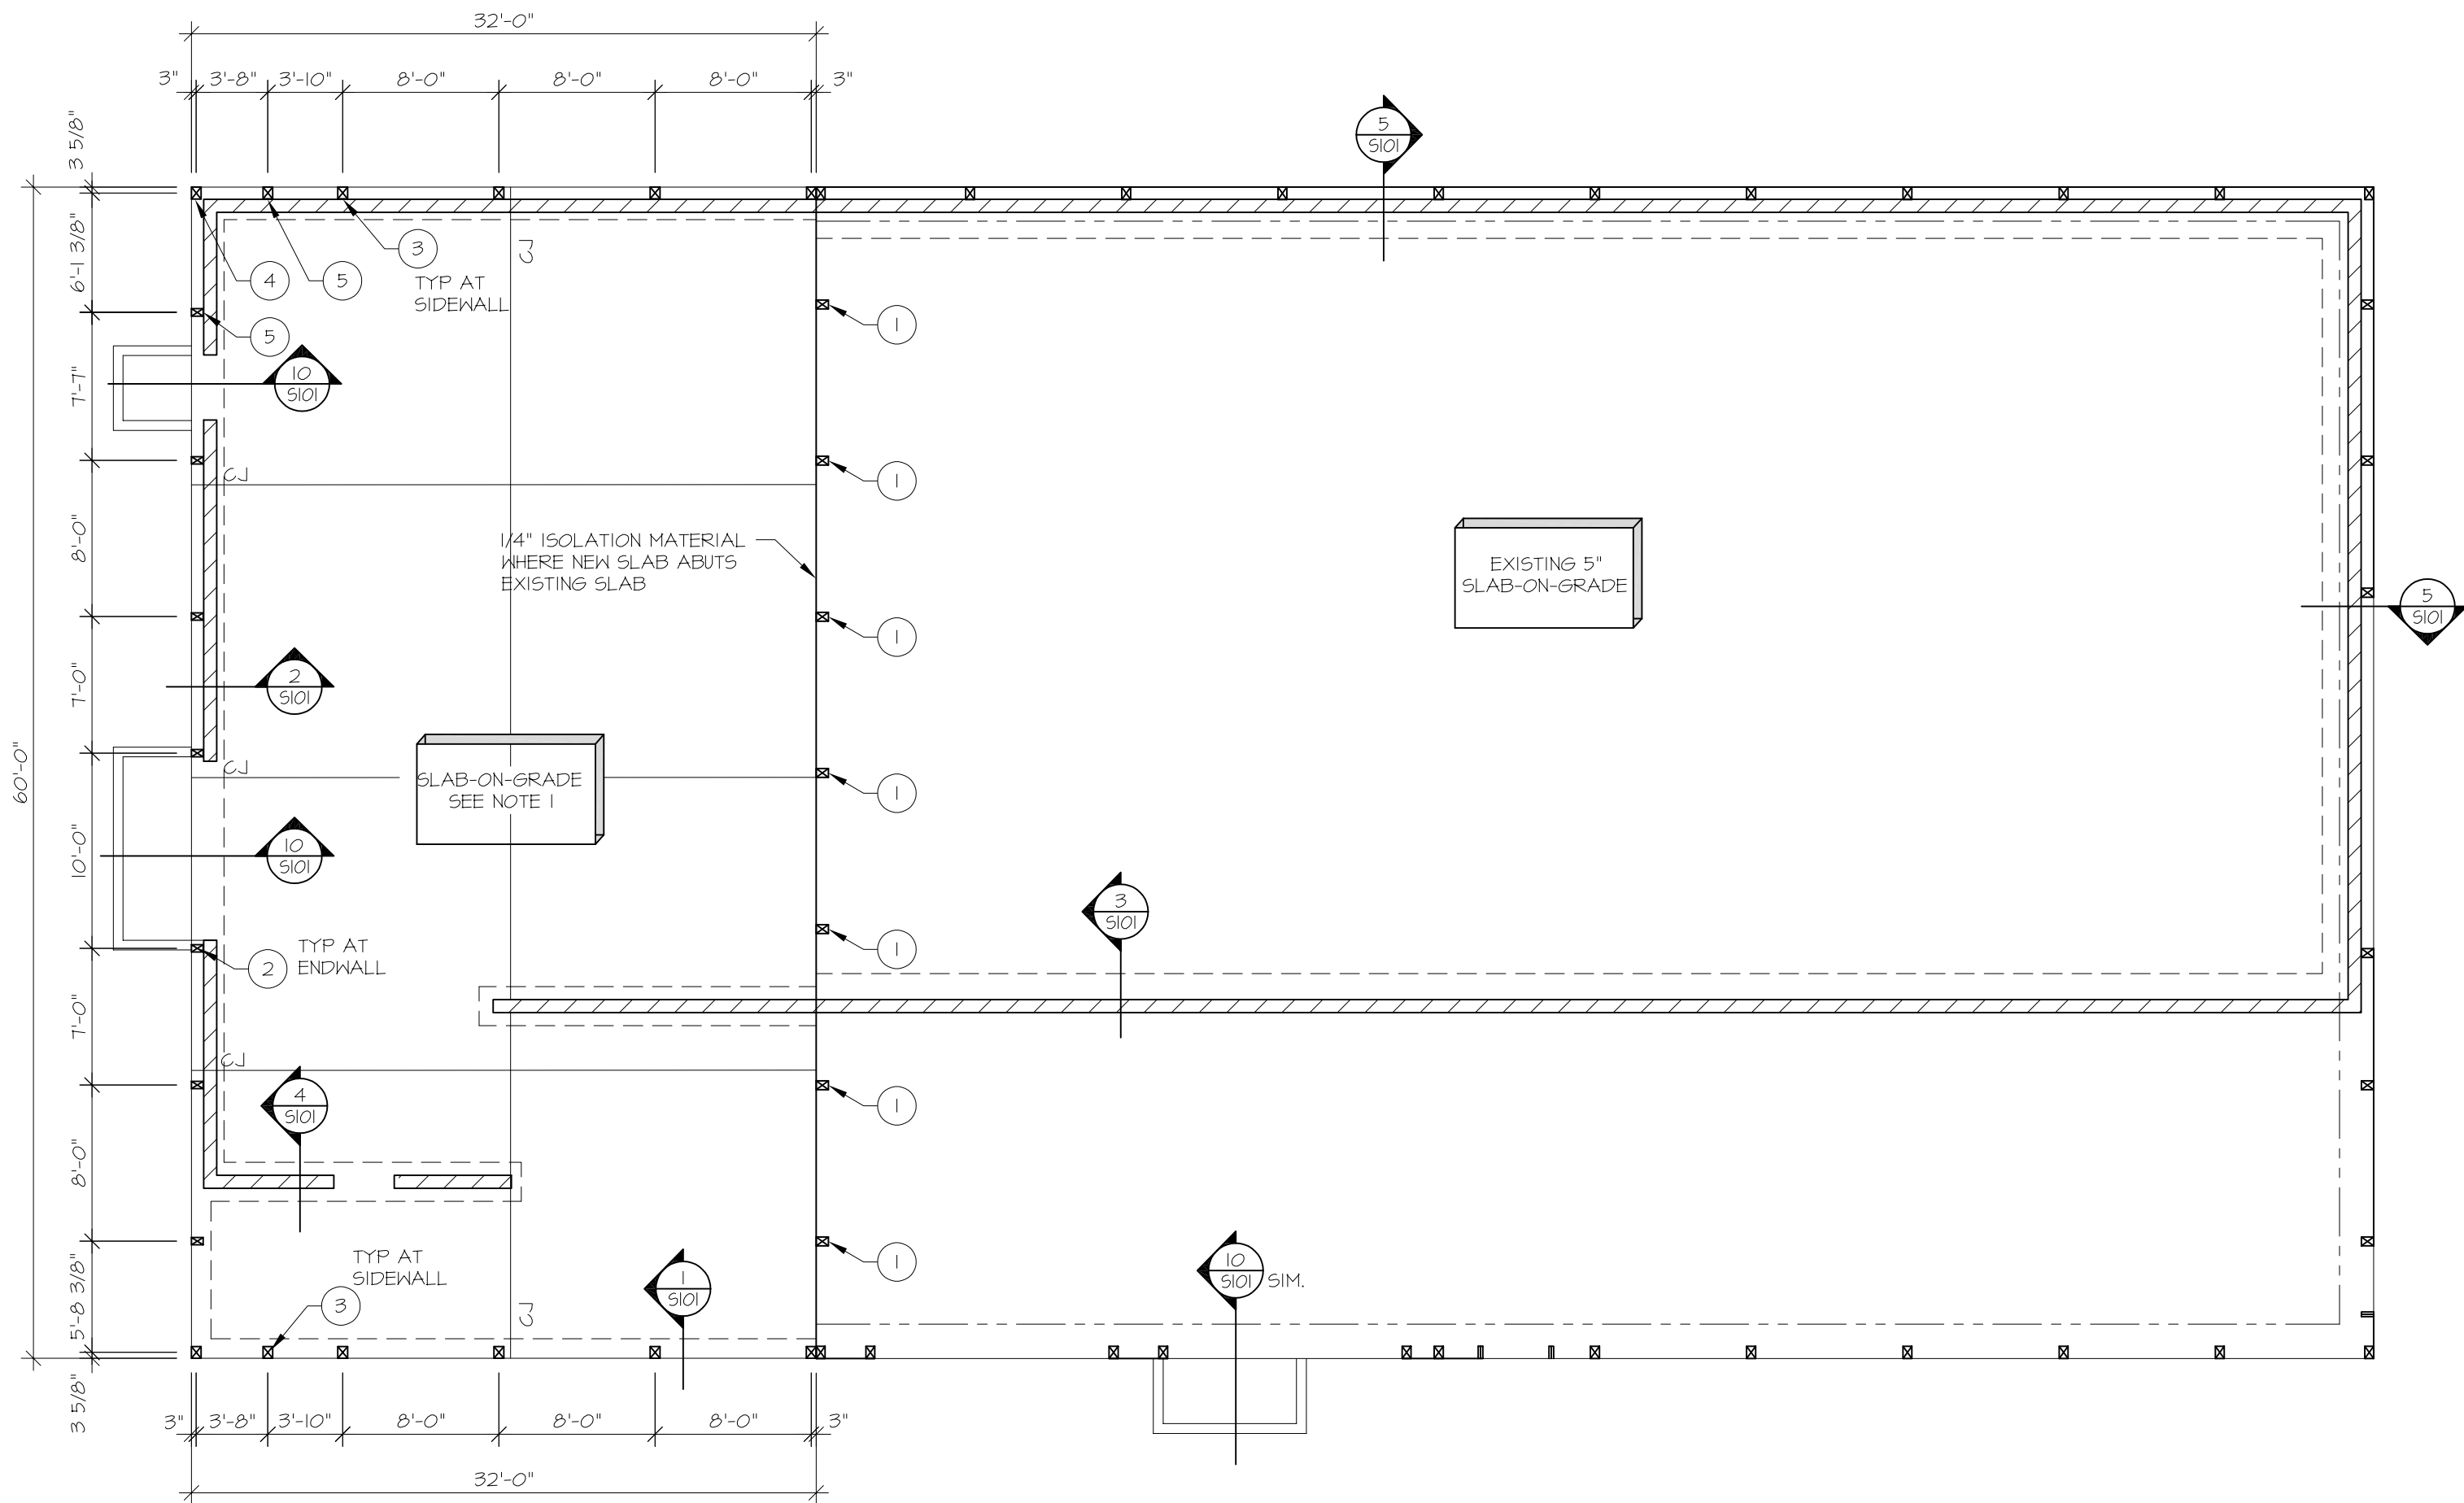 32'-0"
3" 3'-8" 3'-10" 8'-0" 8'-0" 8'-0" 3"
3 5/8"
6'-1 3/8"
7'-7"
8'-0"
7'-0"
10'-0"
7'-0"
8'-0"
5'-8 3/8"
3 5/8"
60'-0"
5
S101
3
TYP AT
SIDEWALL
4
5
5
CJ
1
10
S101
CJ
1
1/4" ISOLATION MATERIAL
WHERE NEW SLAB ABUTS
EXISTING SLAB
EXISTING 5"
SLAB-ON-GRADE
5
S101
1
2
S101
CJ
SLAB-ON-GRADE
SEE NOTE 1
1
10
S101
3
S101
TYP AT
ENDWALL
2
1
CJ
4
S101
1
TYP AT
SIDEWALL
3
CJ
1
S101
1
10
S101
SIM.
3" 3'-8" 3'-10" 8'-0" 8'-0" 8'-0" 3"
32'-0"